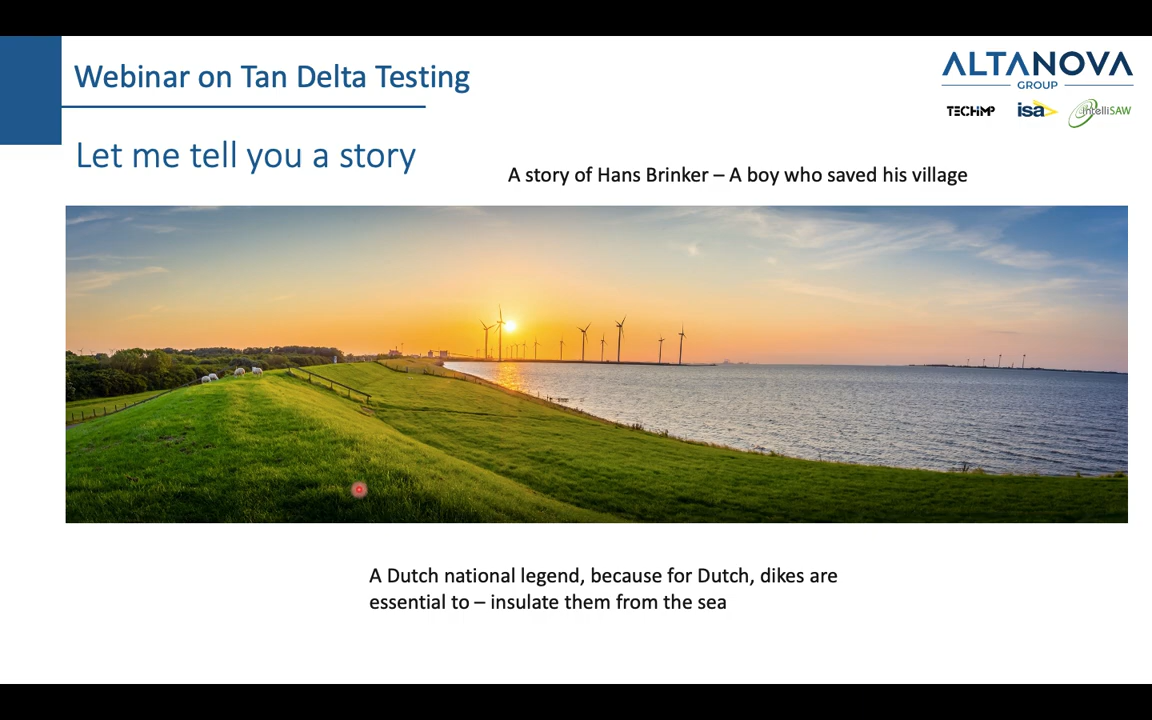 Webinar on Tan Delta Testing
ALTANOVA
GROUP
TECHIMP
isa
intelliSAW
Let me tell you a story
A story of Hans Brinker – A boy who saved his village
A Dutch national legend, because for Dutch, dikes are
essential to – insulate them from the sea